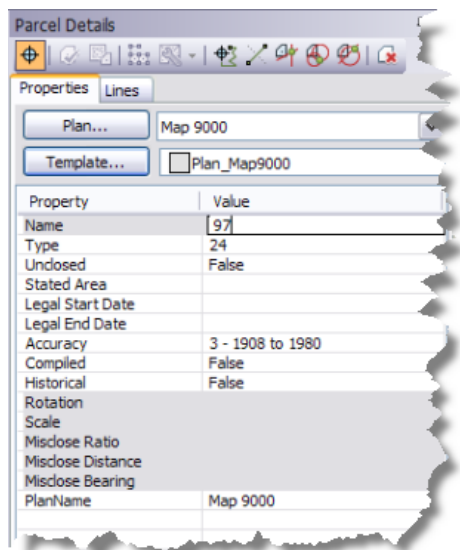 Parcel Details
Properties Lines
Plan... Map 9000
Template... Plan_Map9000
Property Value
Name 97
Type 24
Unclosed False
Stated Area
Legal Start Date
Legal End Date
Accuracy 3 - 1908 to 1980
Compiled False
Historical False
Rotation
Scale
Misclose Ratio
Misclose Distance
Misclose Bearing
PlanName Map 9000